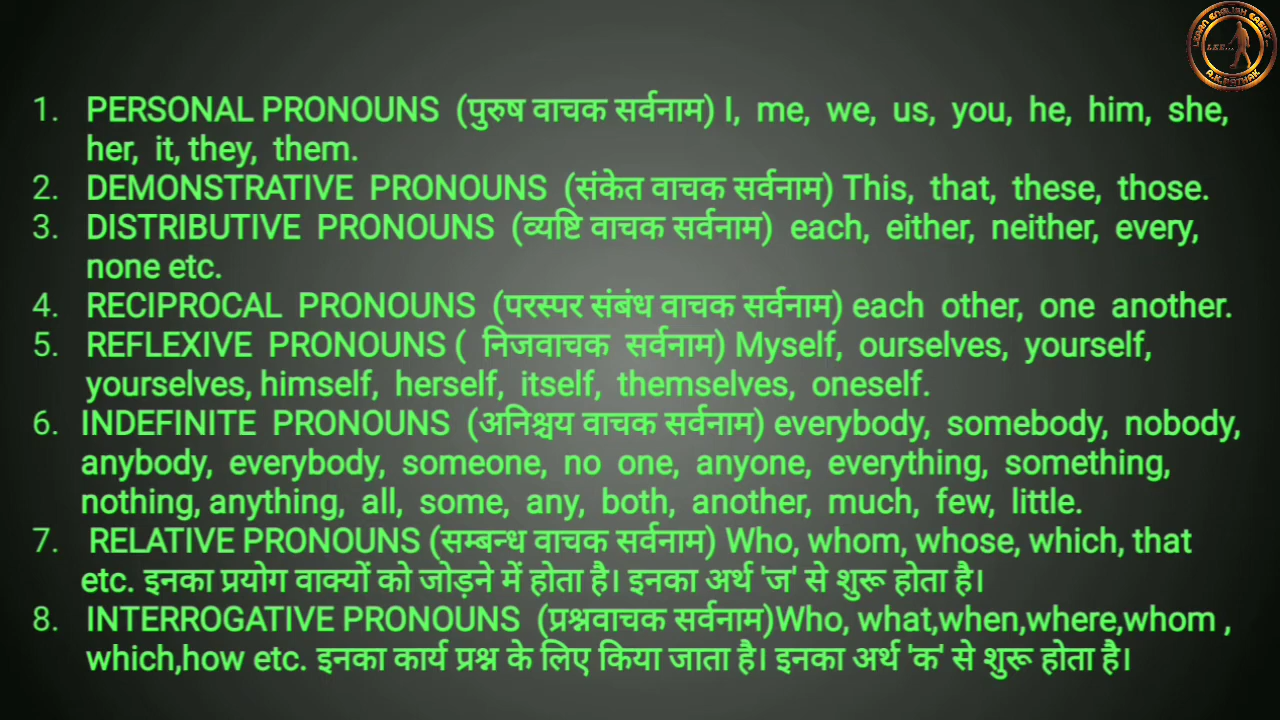 LEARN ENGLISH EASILY
LEE...
A.K.PATHAK
1. PERSONAL PRONOUNS (पुरुष वाचक सर्वनाम) I, me, we, us, you, he, him, she,
her, it, they, them.
2. DEMONSTRATIVE PRONOUNS (संकेत वाचक सर्वनाम) This, that, these, those.
3. DISTRIBUTIVE PRONOUNS (व्यष्टि वाचक सर्वनाम) each, either, neither, every,
none etc.
4. RECIPROCAL PRONOUNS (परस्पर संबंध वाचक सर्वनाम) each other, one another.
5. REFLEXIVE PRONOUNS ( निजवाचक सर्वनाम) Myself, ourselves, yourself,
yourselves, himself, herself, itself, themselves, oneself.
6. INDEFINITE PRONOUNS (अनिश्चय वाचक सर्वनाम) everybody, somebody, nobody,
anybody, everybody, someone, no one, anyone, everything, something,
nothing, anything, all, some, any, both, another, much, few, little.
7. RELATIVE PRONOUNS (सम्बन्ध वाचक सर्वनाम) Who, whom, whose, which, that
etc. इनका प्रयोग वाक्यों को जोड़ने में होता है। इनका अर्थ 'ज' से शुरू होता है।
8. INTERROGATIVE PRONOUNS (प्रश्नवाचक सर्वनाम)Who, what,when,where,whom ,
which,how etc. इनका कार्य प्रश्न के लिए किया जाता है। इनका अर्थ 'क' से शुरू होता है।